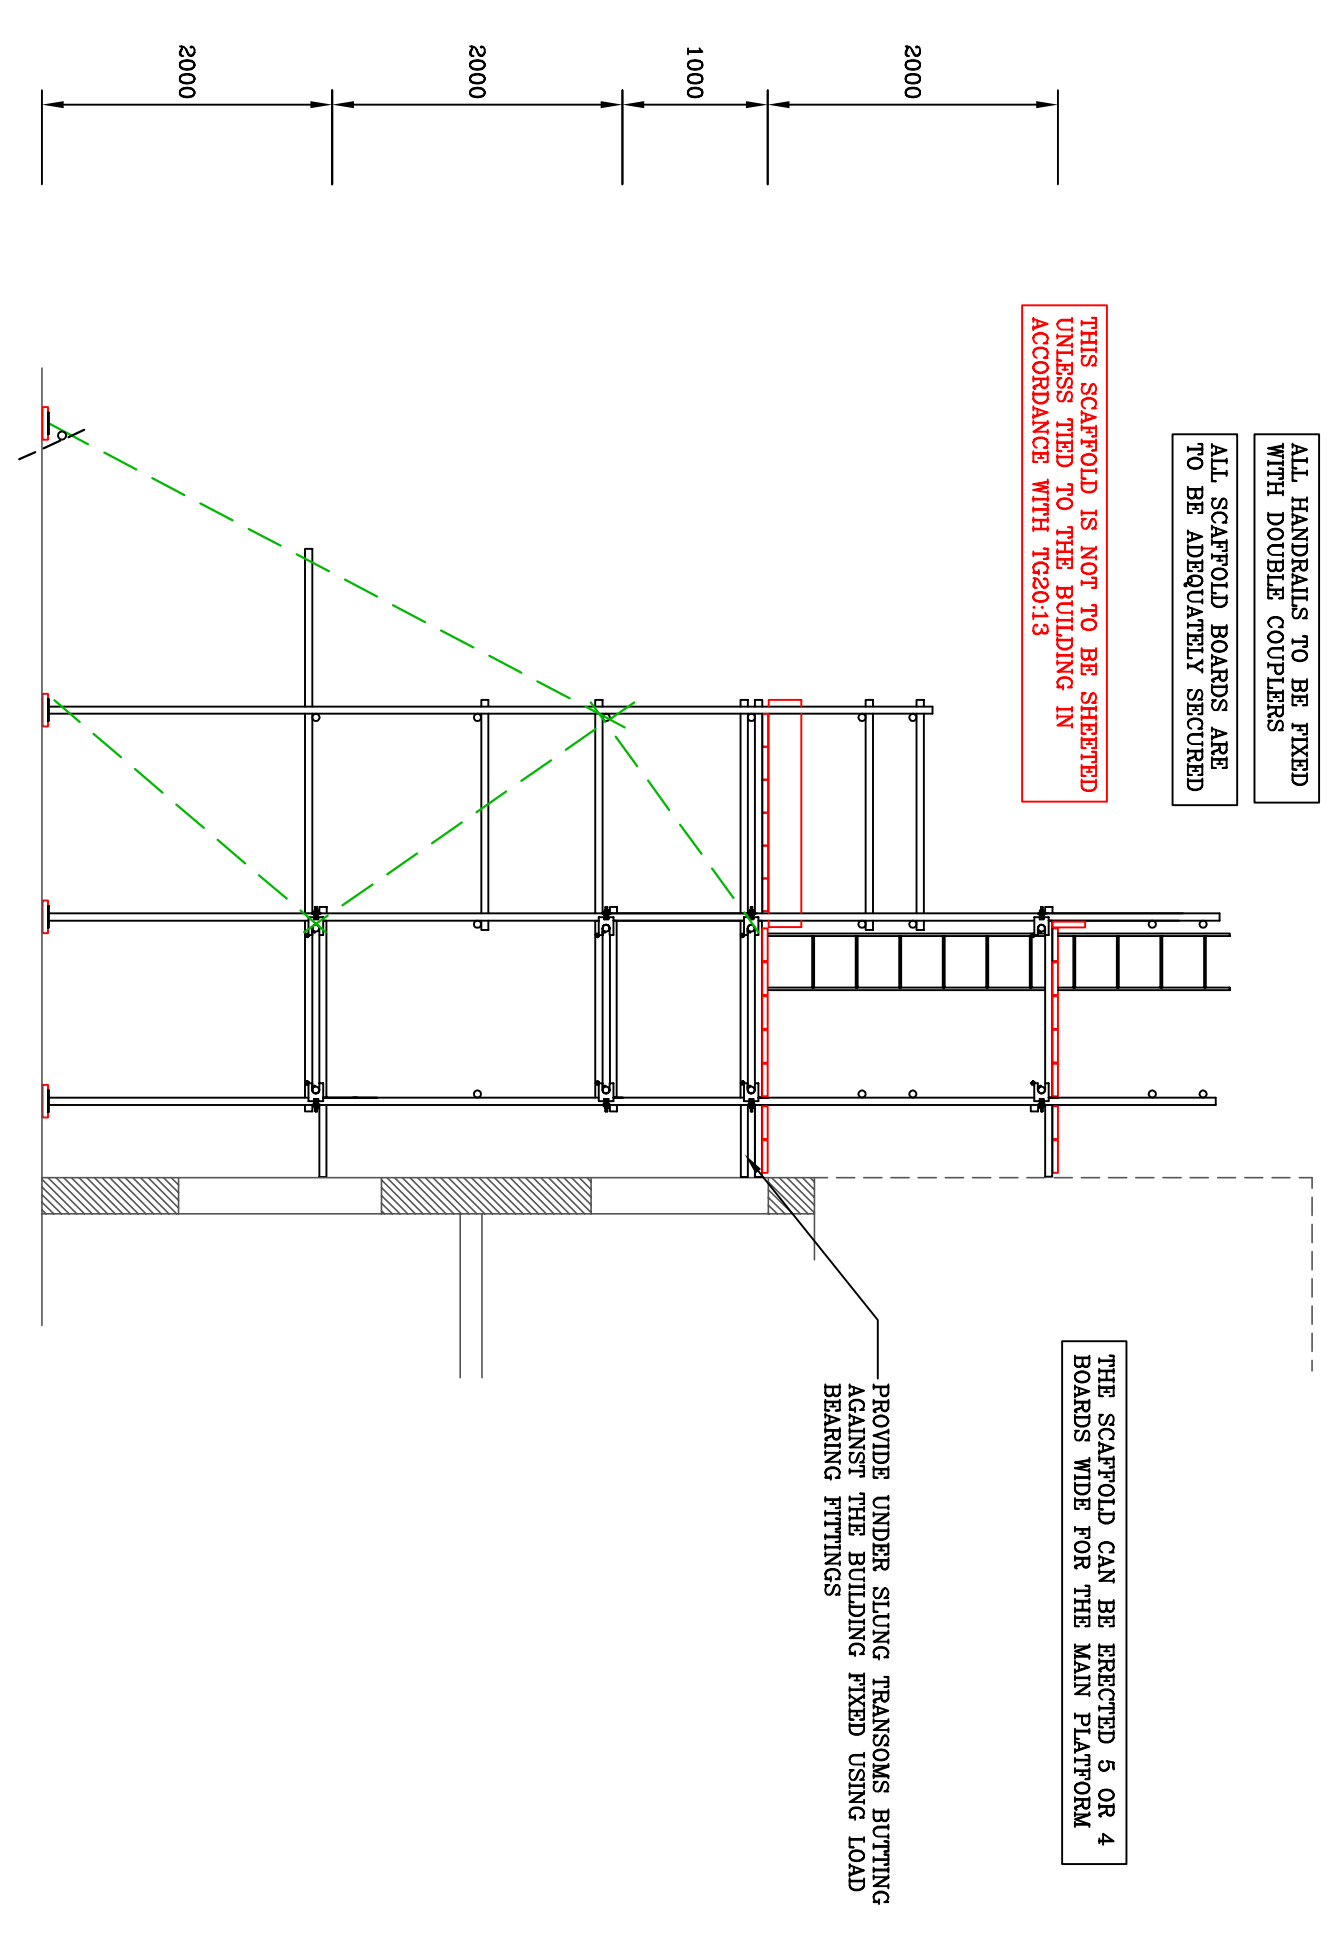 ALL HANDRAILS TO BE FIXED
WITH DOUBLE COUPLERS
ALL SCAFFOLD BOARDS ARE
TO BE ADEQUATELY SECURED
THIS SCAFFOLD IS NOT TO BE SHEETED
UNLESS TIED TO THE BUILDING IN
ACCORDANCE WITH TG20:13
THE SCAFFOLD CAN BE ERECTED 5 OR 4
BOARDS WIDE FOR THE MAIN PLATFORM
PROVIDE UNDER SLUNG TRANSOMS BUTTING
AGAINST THE BUILDING FIXED USING LOAD
BEARING FITTINGS
2000
1000
2000
2000